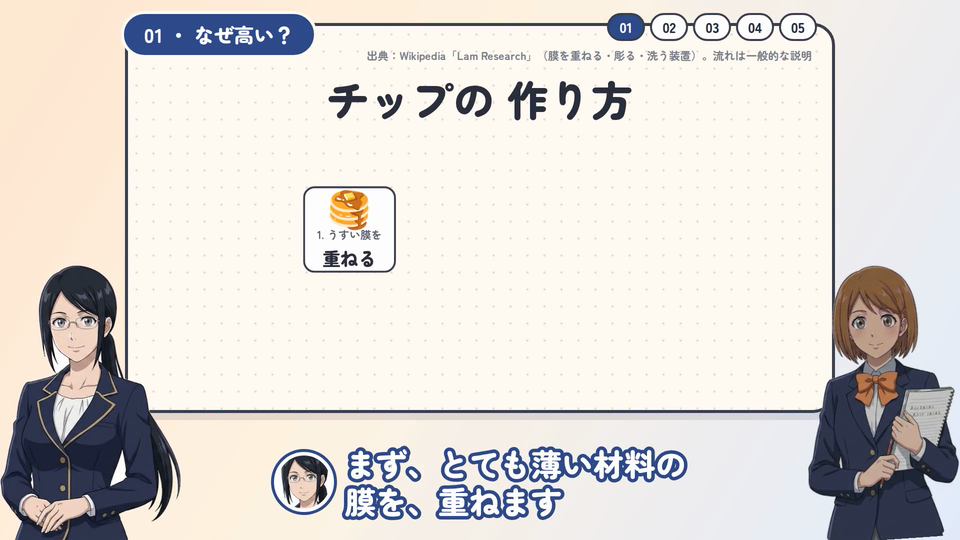 01 ・ なぜ高い？
01 02 03 04 05
出典：Wikipedia「Lam Research」（膜を重ねる・彫る・洗う装置）。流れは一般的な説明
チップの 作り方
1. うすい膜を
重ねる
まず、とても薄い材料の
膜を、重ねます